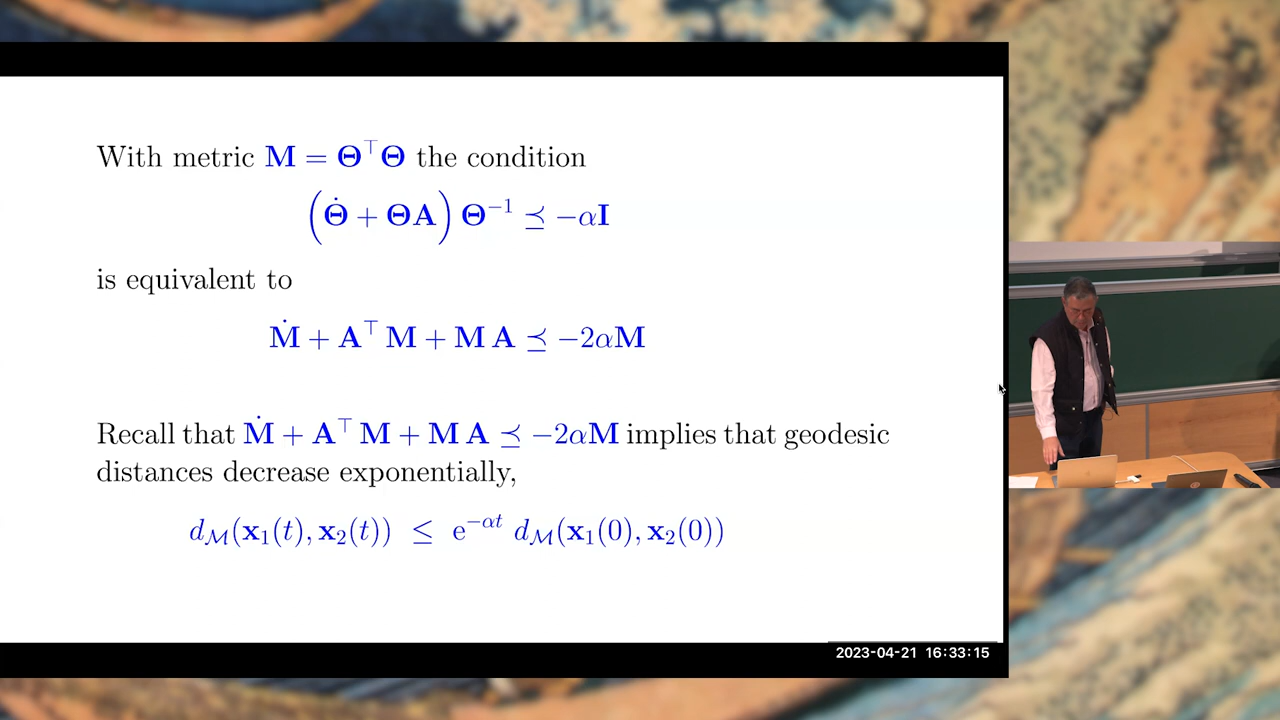 With metric M = Θ⊤Θ the condition
(Θ̇ + ΘA) Θ⁻¹ ⪯ −αI
is equivalent to
Ṁ + A⊤ M + M A ⪯ −2αM
Recall that Ṁ + A⊤ M + M A ⪯ −2αM implies that geodesic
distances decrease exponentially,
d_ℳ(x₁(t), x₂(t)) ≤ e^{−αt} d_ℳ(x₁(0), x₂(0))
2023-04-21 16:33:15